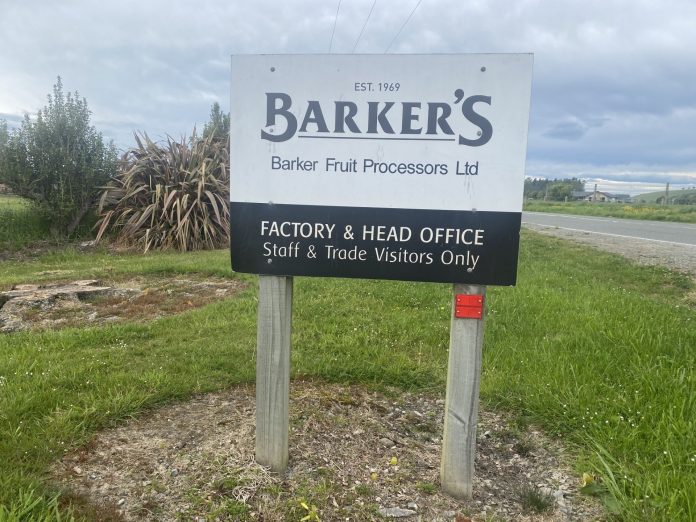 EST. 1969
BARKER'S
Barker Fruit Processors Ltd
FACTORY & HEAD OFFICE
Staff & Trade Visitors Only